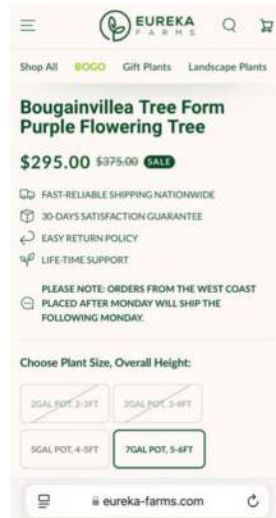 EUREKA
FARMS
Shop All BOGO Gift Plants Landscape Plants
Bougainvillea Tree Form
Purple Flowering Tree
$295.00 $375.00 SALE
FAST-RELIABLE SHIPPING NATIONWIDE
30-DAYS SATISFACTION GUARANTEE
EASY RETURN POLICY
LIFE-TIME SUPPORT
PLEASE NOTE: ORDERS FROM THE WEST COAST
PLACED AFTER MONDAY WILL SHIP THE
FOLLOWING MONDAY.
Choose Plant Size, Overall Height:
2GAL POT, 2-3FT 2GAL POT, 3-4FT
5GAL POT, 4-5FT 7GAL POT, 5-6FT
eureka-farms.com